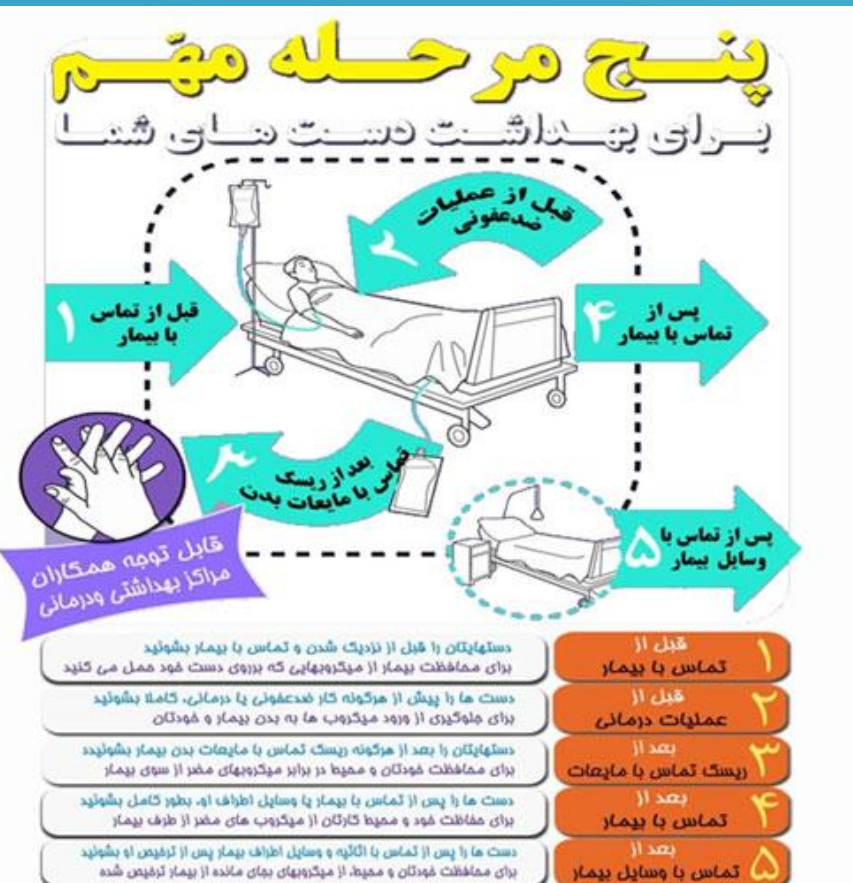 پنج مرحله مهّم
برای بهداشت دست های شما
۱
قبل از تماس
با بیمار
۲
قبل از عملیات
ضدعفونی
۳
بعد از ریسک
تماس با مایعات بدن
۴
پس از
تماس با بیمار
۵
پس از تماس با
وسایل بیمار
قابل توجه همکاران
مراکز بهداشتی ودرمانی
۱
قبل از
تماس با بیمار
دستهایتان را قبل از نزدیک شدن و تماس با بیمار بشوئید
برای محافظت بیمار از میکروبهایی که برروی دست خود حمل می کنید
۲
قبل از
عملیات درمانی
دست ها را پیش از هرگونه کار ضدعفونی یا درمانی، کاملا بشوئید
برای جلوگیری از ورود میکروب ها به بدن بیمار و خودتان
۳
بعد از
ریسک تماس با مایعات
دستهایتان را بعد از هرگونه ریسک تماس با مایعات بدن بیمار بشوئیدد
برای محافظت خودتان و محیط در برابر میکروبهای مضر از سوی بیمار
۴
بعد از
تماس با بیمار
دست ها را پس از تماس با بیمار یا وسایل اطراف او، بطور کامل بشوئید
برای حفاظت خود و محیط کارتان از میکروب های مضر از طرف بیمار
۵
بعد از
تماس با وسایل بیمار
دست ها را پس از تماس با اثاثیه و وسایل اطراف بیمار پس از ترخیص او بشوئید
برای محافظت خودتان و محیط، از میکروبهای بجای مانده از بیمار ترخیص شده